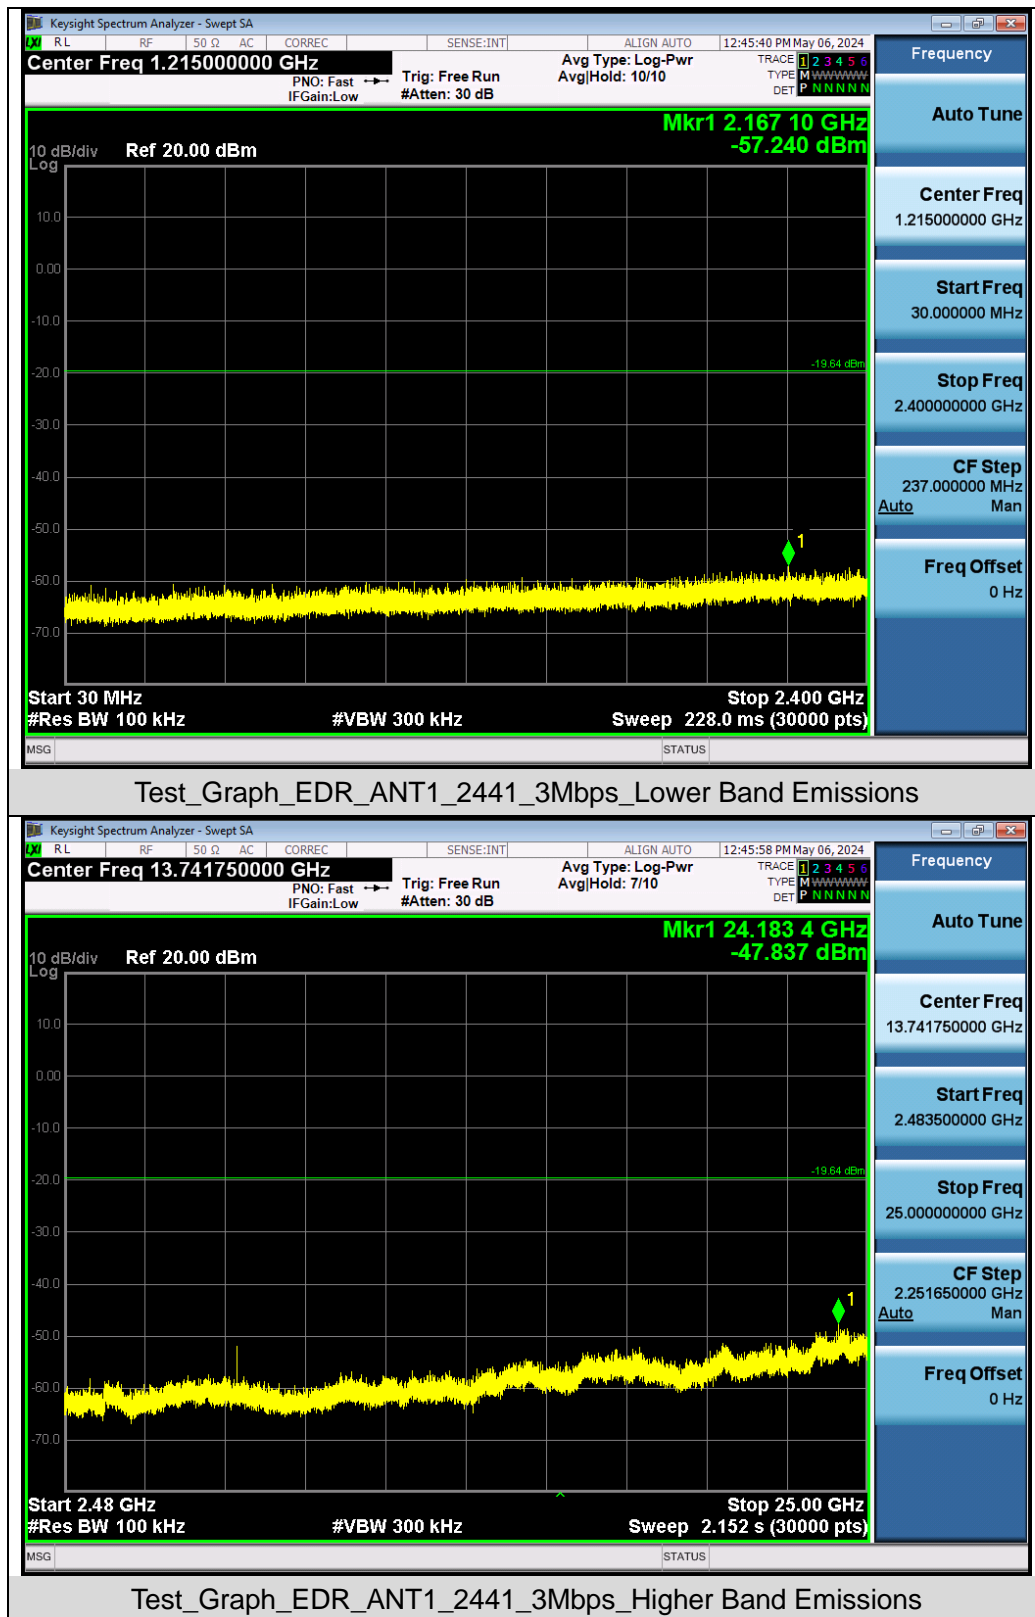 Keysight Spectrum Analyzer - Swept SA
LXI RL RF 50 Ω AC CORREC SENSE:INT ALIGN AUTO 12:45:40 PM May 06, 2024
Center Freq 1.215000000 GHz
PNO: Fast
IFGain:Low
Trig: Free Run
#Atten: 30 dB
Avg Type: Log-Pwr
Avg|Hold: 10/10
TRACE 1 2 3 4 5 6
TYPE M W W W W W
DET P N N N N N
Mkr1 2.167 10 GHz
-57.240 dBm
10 dB/div Ref 20.00 dBm
Log
10.0
0.00
-10.0
-19.64 dBm
-20.0
-30.0
-40.0
-50.0
1
-60.0
-70.0
Start 30 MHz Stop 2.400 GHz
#Res BW 100 kHz #VBW 300 kHz Sweep 228.0 ms (30000 pts)
MSG STATUS
Frequency
Auto Tune
Center Freq
1.215000000 GHz
Start Freq
30.000000 MHz
Stop Freq
2.400000000 GHz
CF Step
237.000000 MHz
Auto Man
Freq Offset
0 Hz
Test_Graph_EDR_ANT1_2441_3Mbps_Lower Band Emissions
Keysight Spectrum Analyzer - Swept SA
LXI RL RF 50 Ω AC CORREC SENSE:INT ALIGN AUTO 12:45:58 PM May 06, 2024
Center Freq 13.741750000 GHz
PNO: Fast
IFGain:Low
Trig: Free Run
#Atten: 30 dB
Avg Type: Log-Pwr
Avg|Hold: 7/10
TRACE 1 2 3 4 5 6
TYPE M W W W W W
DET P N N N N N
Mkr1 24.183 4 GHz
-47.837 dBm
10 dB/div Ref 20.00 dBm
Log
10.0
0.00
-10.0
-19.64 dBm
-20.0
-30.0
-40.0
1
-50.0
-60.0
-70.0
Start 2.48 GHz Stop 25.00 GHz
#Res BW 100 kHz #VBW 300 kHz Sweep 2.152 s (30000 pts)
MSG STATUS
Frequency
Auto Tune
Center Freq
13.741750000 GHz
Start Freq
2.483500000 GHz
Stop Freq
25.000000000 GHz
CF Step
2.251650000 GHz
Auto Man
Freq Offset
0 Hz
Test_Graph_EDR_ANT1_2441_3Mbps_Higher Band Emissions